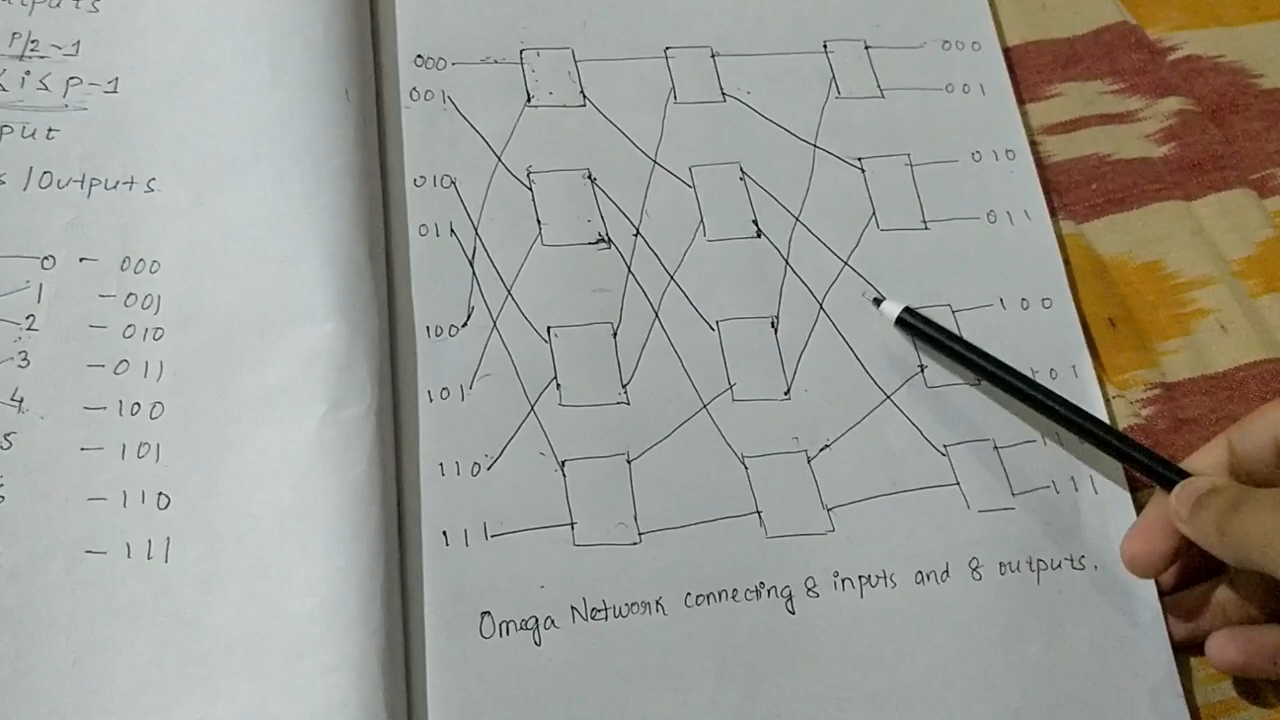 P/2-1
≤ i ≤ p-1
put
/Outputs
0 - 000
1 - 001
2 - 010
3 - 011
4 - 100
5 - 101
- 110
- 111
000
001
010
011
100
101
110
111
000
001
010
011
100
101
111
Omega Network connecting 8 inputs and 8 outputs.